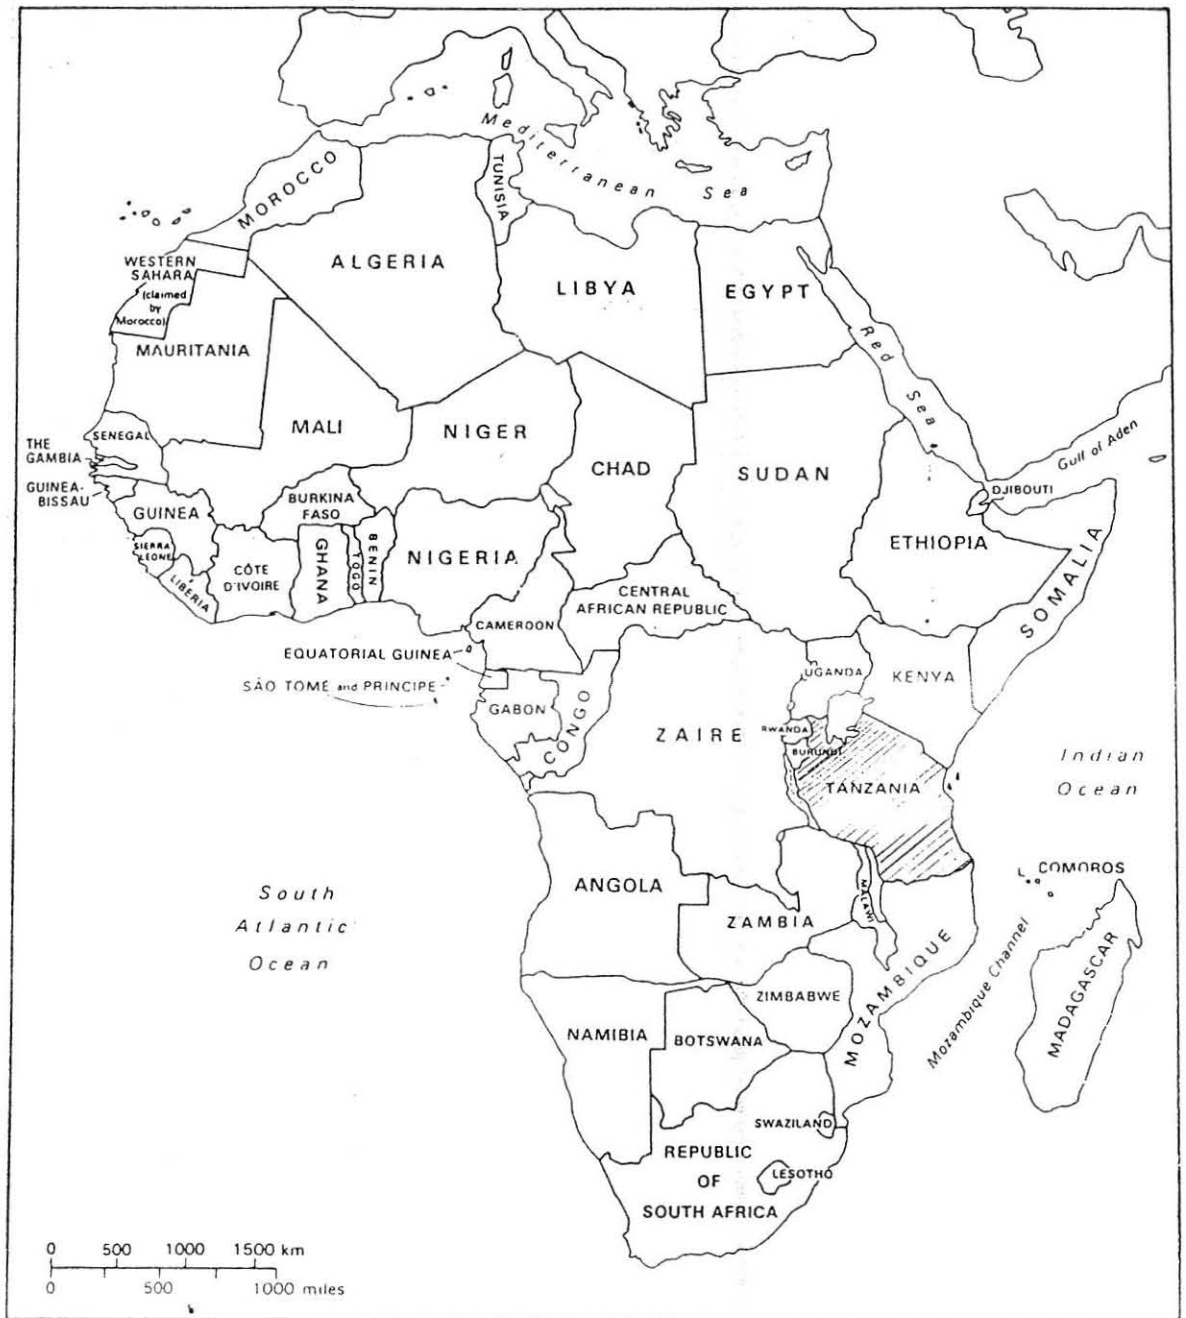 Mediterranean Sea
MOROCCO
TUNISIA
ALGERIA
LIBYA
EGYPT
WESTERN
SAHARA
(claimed
by
Morocco)
MAURITANIA
Red
Sea
MALI
NIGER
CHAD
SUDAN
SENEGAL
THE
GAMBIA
GUINEA-
BISSAU
GUINEA
BURKINA
FASO
Gulf of Aden
DJIBOUTI
SIERRA
LEONE
LIBERIA
CÔTE
D'IVOIRE
GHANA
TOGO
BENIN
NIGERIA
ETHIOPIA
SOMALIA
CENTRAL
AFRICAN REPUBLIC
CAMEROON
EQUATORIAL GUINEA
SÃO TOME and PRINCIPE
GABON
CONGO
ZAIRE
UGANDA
KENYA
RWANDA
BURUNDI
TANZANIA
Indian
Ocean
South
Atlantic
Ocean
ANGOLA
ZAMBIA
MALAWI
COMOROS
MOZAMBIQUE
Mozambique Channel
MADAGASCAR
ZIMBABWE
NAMIBIA
BOTSWANA
SWAZILAND
REPUBLIC
OF
SOUTH AFRICA
LESOTHO
0 500 1000 1500 km
0 500 1000 miles